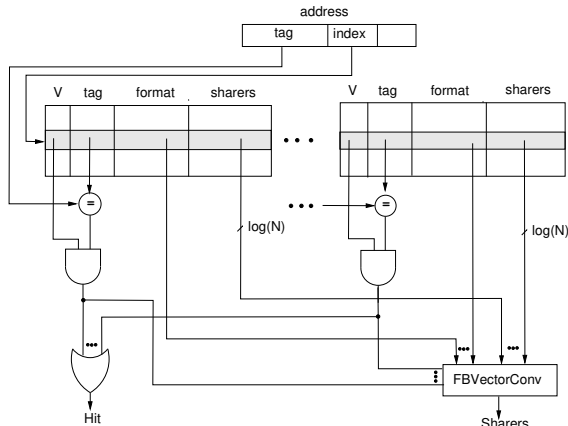 address
tag index
V tag format sharers
V tag format sharers
=
=
log(N)
log(N)
FBVectorConv
Hit
Sharers